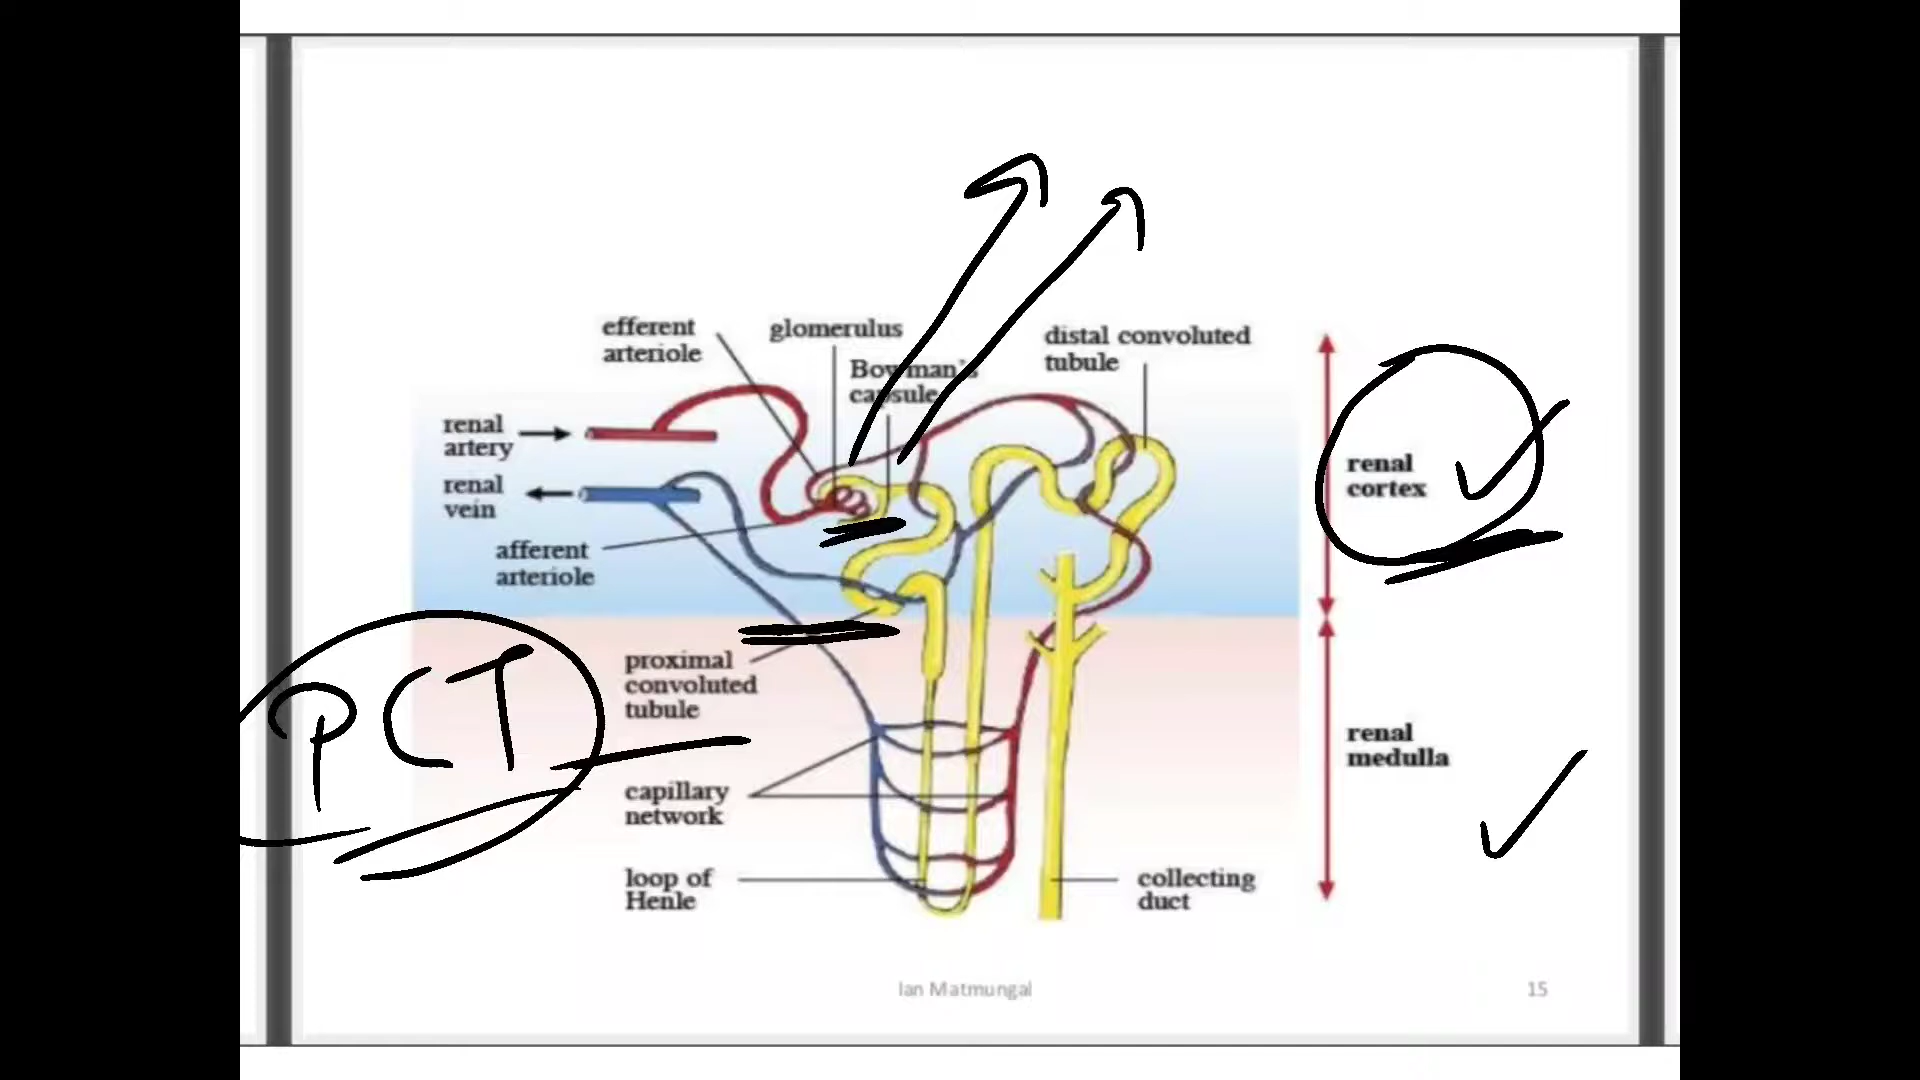 efferent
arteriole
glomerulus
Bowman's
capsule
distal convoluted
tubule
renal
artery
renal
vein
afferent
arteriole
renal
cortex
PCT
proximal
convoluted
tubule
capillary
network
loop of
Henle
renal
medulla
collecting
duct
Ian Matmungal
15